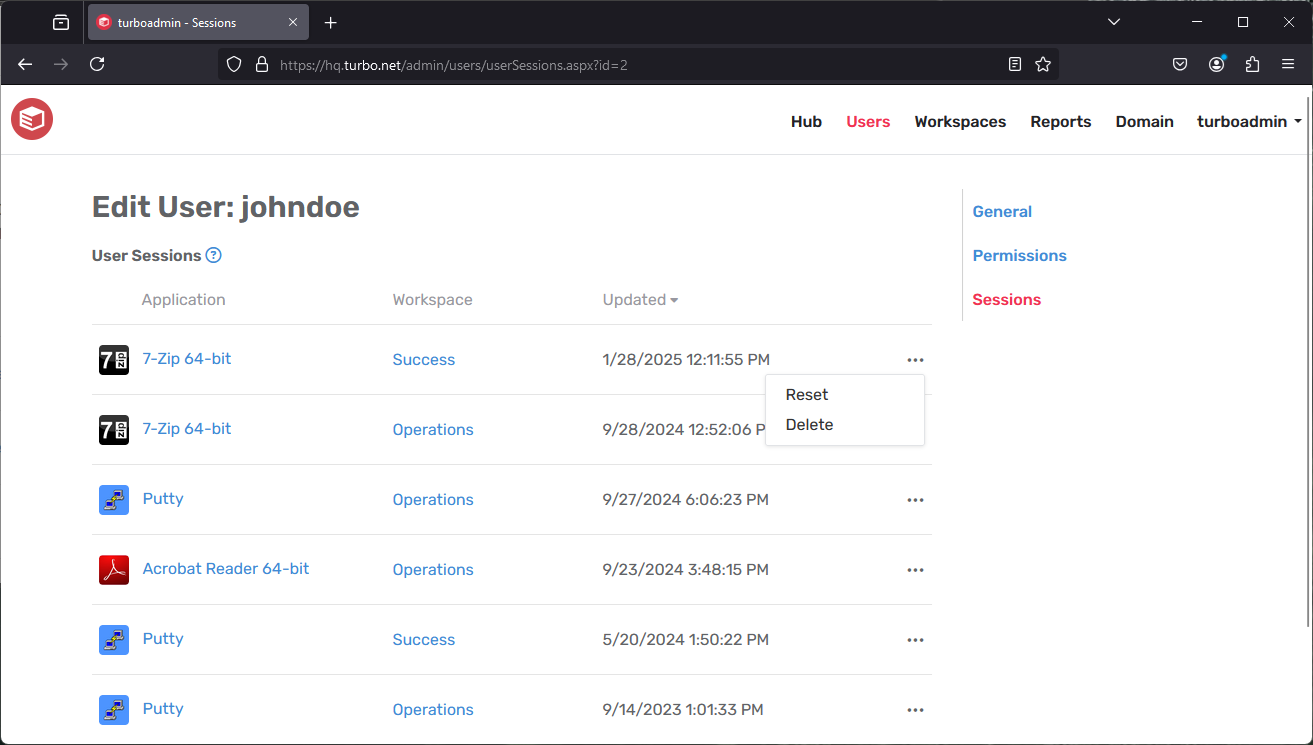 turboadmin - Sessions
https://hq.turbo.net/admin/users/userSessions.aspx?id=2
Hub Users Workspaces Reports Domain turboadmin
Edit User: johndoe
User Sessions ?
Application Workspace Updated
7-Zip 64-bit Success 1/28/2025 12:11:55 PM
Reset
Delete
7-Zip 64-bit Operations 9/28/2024 12:52:06 P
Putty Operations 9/27/2024 6:06:23 PM
Acrobat Reader 64-bit Operations 9/23/2024 3:48:15 PM
Putty Success 5/20/2024 1:50:22 PM
Putty Operations 9/14/2023 1:01:33 PM
General
Permissions
Sessions